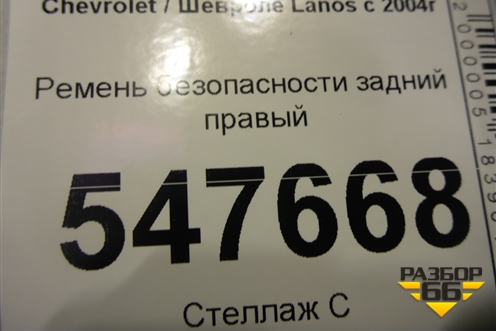 Chevrolet / Шевроле Lanos с 2004г
Ремень безопасности задний
правый
547668
Стеллаж С
РАЗБОР
66